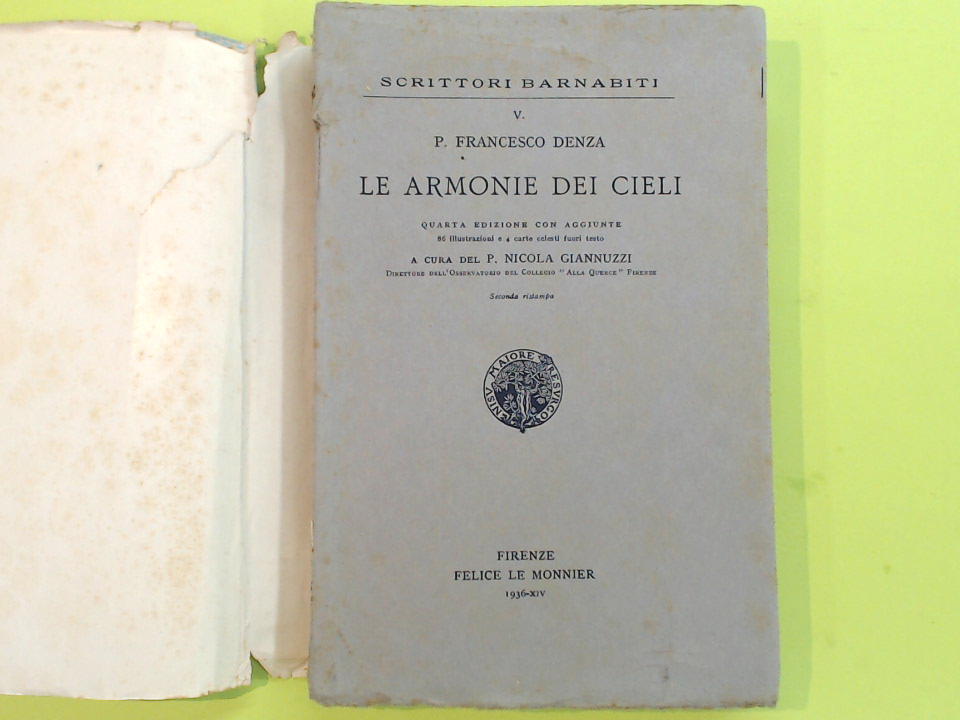 SCRITTORI BARNABITI
V.
P. FRANCESCO DENZA
LE ARMONIE DEI CIELI
QUARTA EDIZIONE CON AGGIUNTE
86 illustrazioni e 4 carte celesti fuori testo
A CURA DEL P. NICOLA GIANNUZZI
DIRETTORE DELL'OSSERVATORIO DEL COLLEGIO "ALLA QUERCE" FIRENZE
Seconda ristampa
NISU MAIORE RESVRGO
FIRENZE
FELICE LE MONNIER
1936-XIV